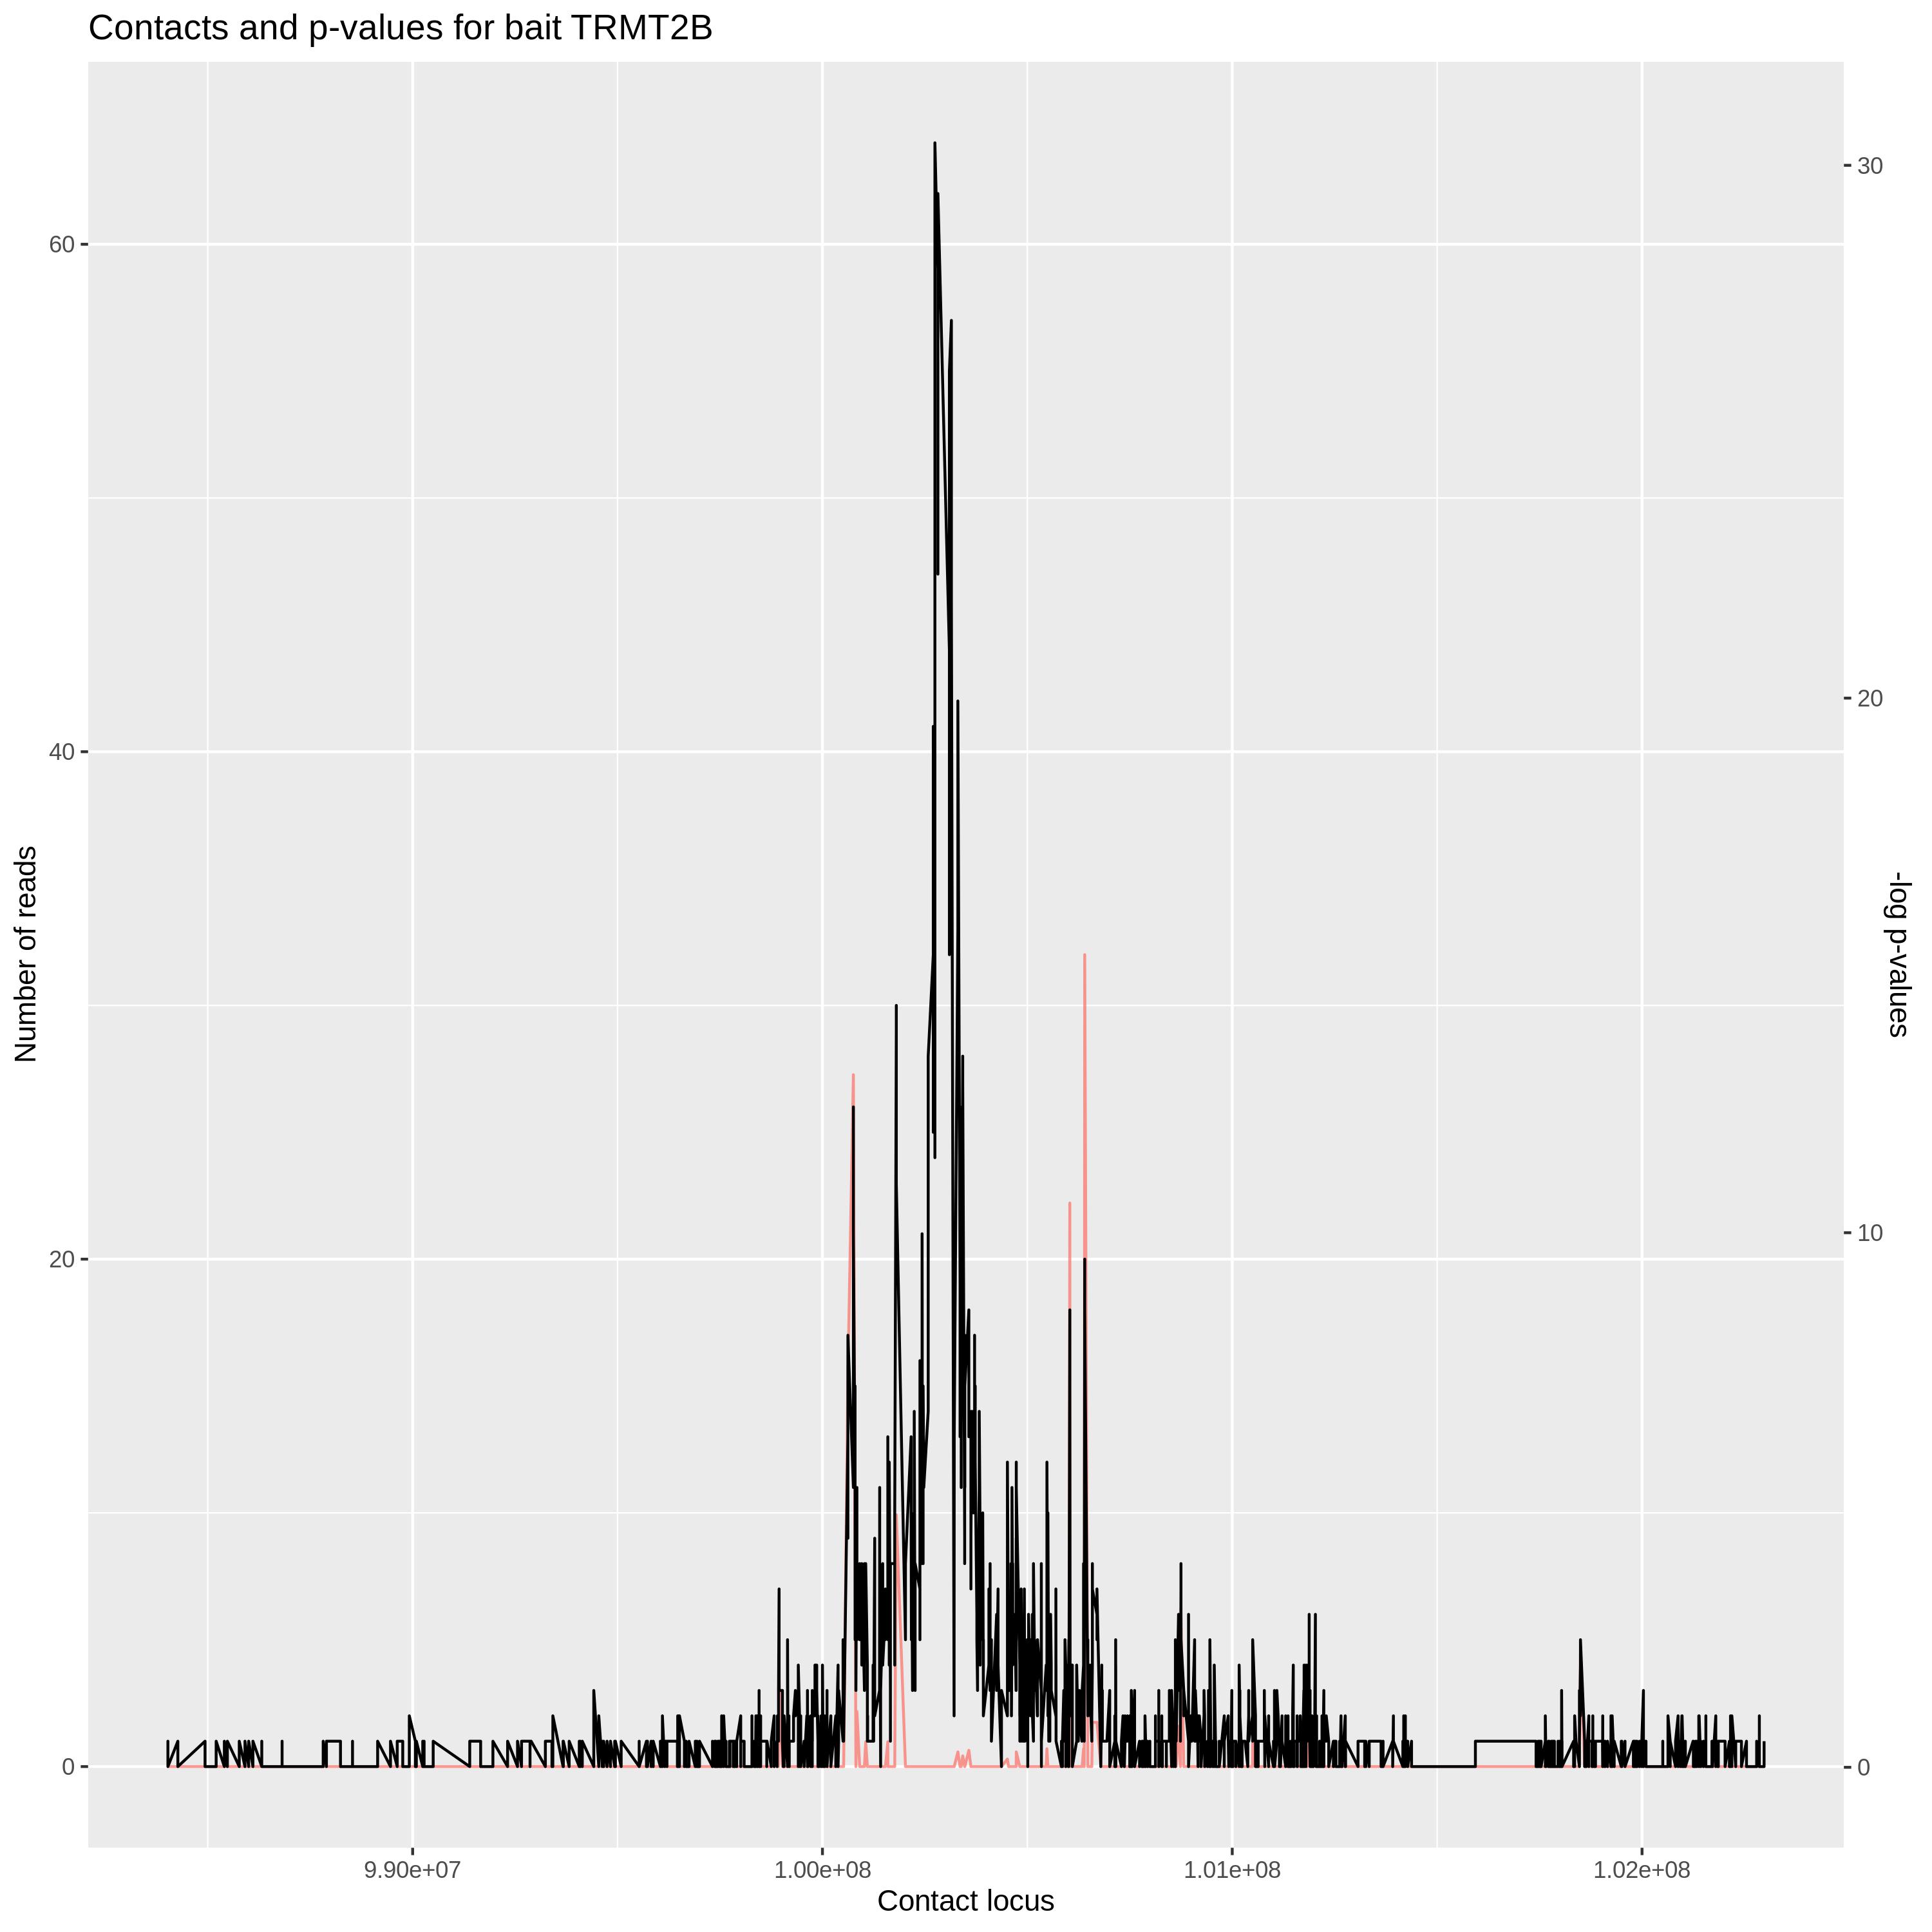 Contacts and p-values for bait TRMT2B
60
40
20
0
30
20
10
0
Number of reads
-log p-values
9.90e+07 1.00e+08 1.01e+08 1.02e+08
Contact locus